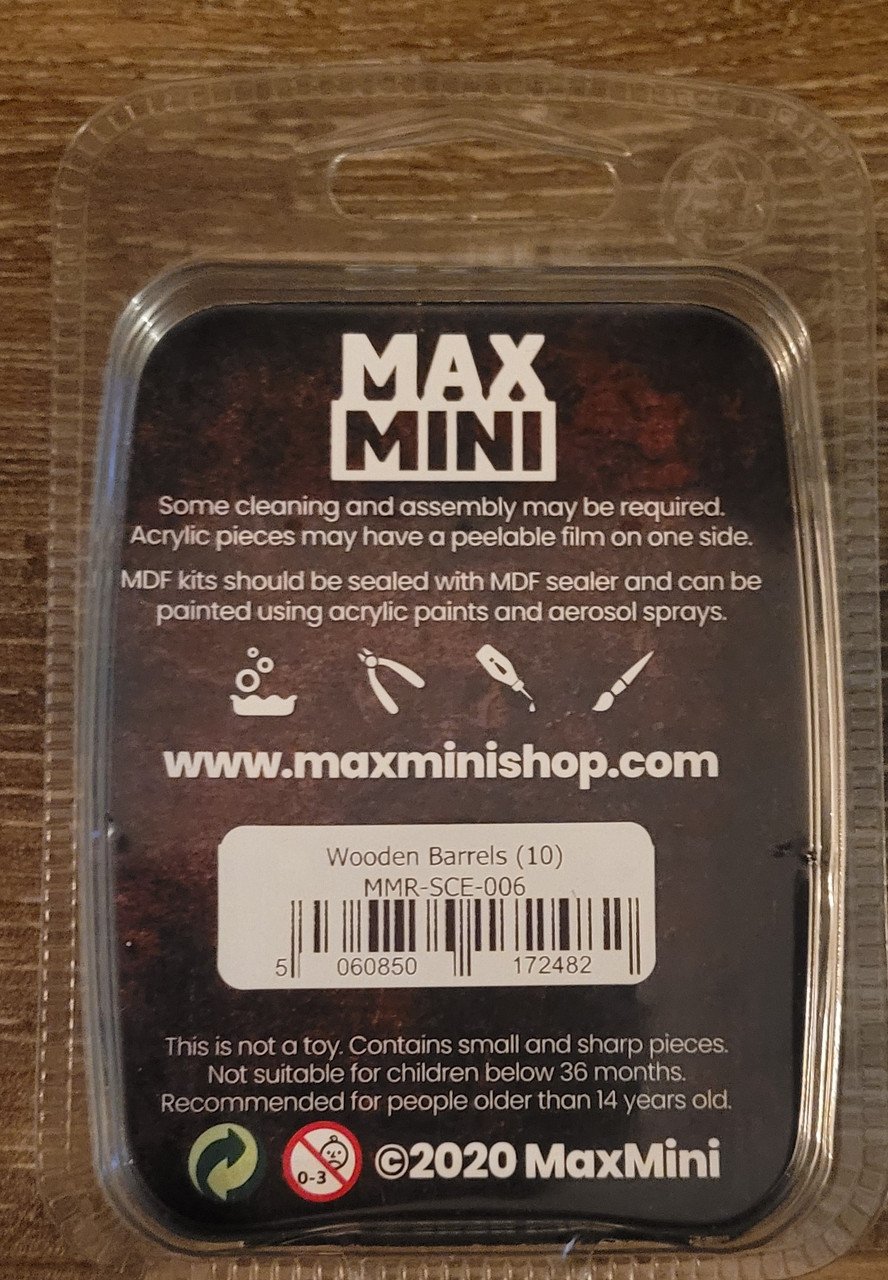 MAX
MINI
Some cleaning and assembly may be required.
Acrylic pieces may have a peelable film on one side.
MDF kits should be sealed with MDF sealer and can be
painted using acrylic paints and aerosol sprays.
www.maxminishop.com
Wooden Barrels (10)
MMR-SCE-006
5 060850 172482
This is not a toy. Contains small and sharp pieces.
Not suitable for children below 36 months.
Recommended for people older than 14 years old.
0-3
©2020 MaxMini